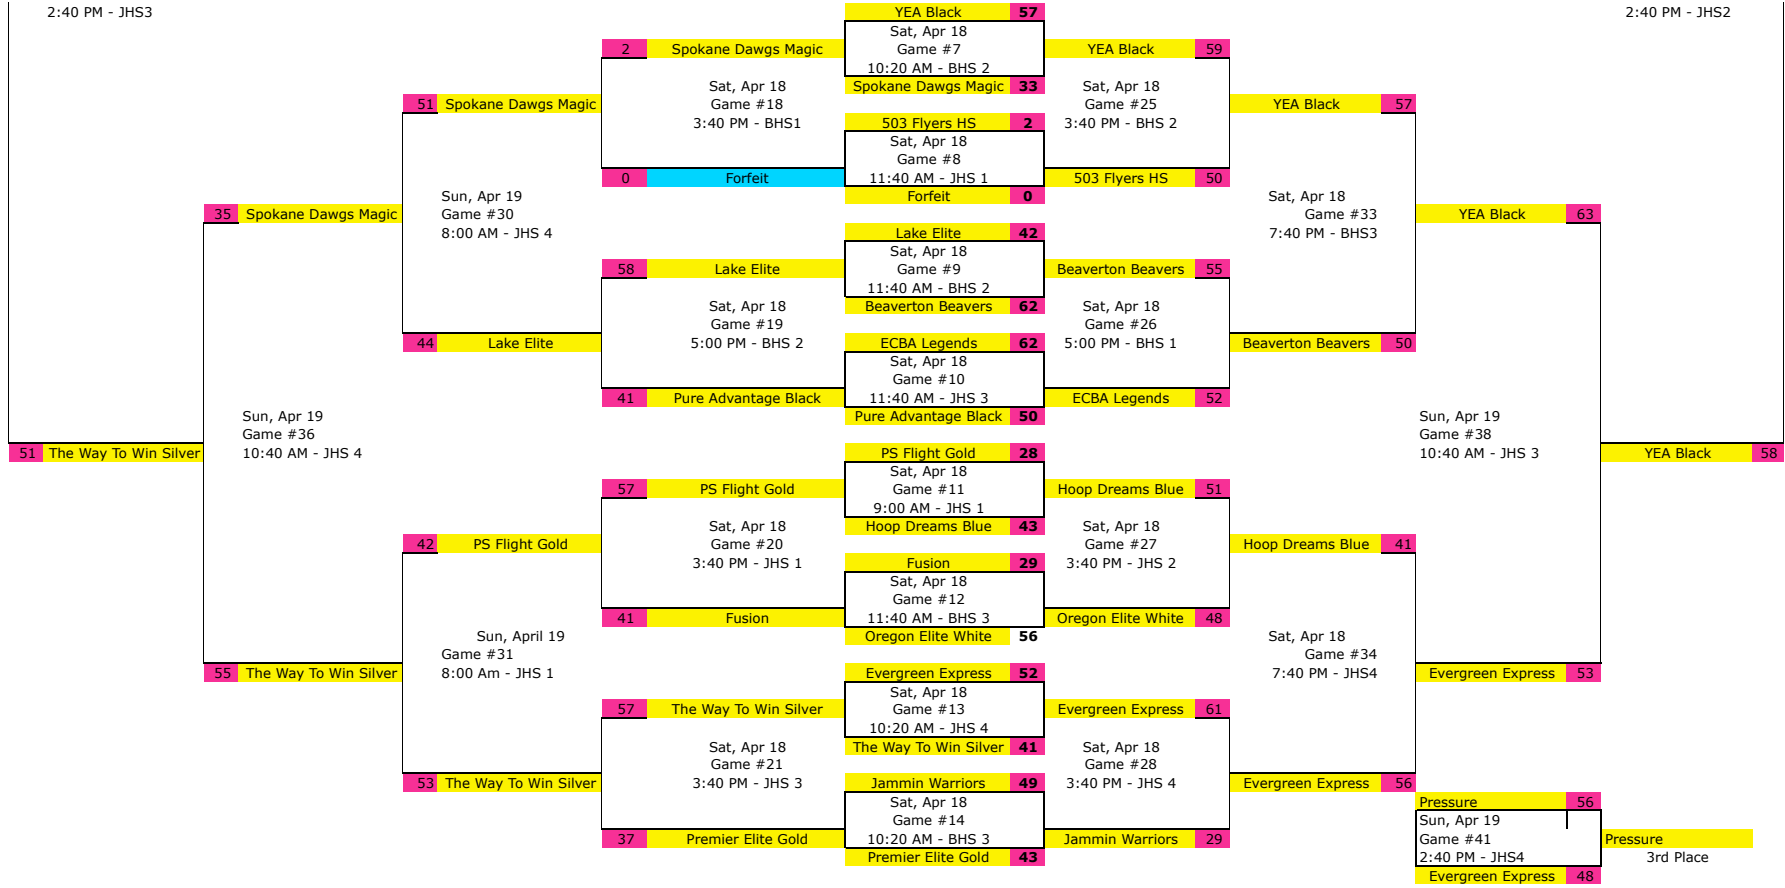 2:40 PM - JHS3
YEA Black 57
2:40 PM - JHS2
Sat, Apr 18
2 Spokane Dawgs Magic
Game #7
YEA Black 59
10:20 AM - BHS 2
Sat, Apr 18
Spokane Dawgs Magic 33
Sat, Apr 18
51 Spokane Dawgs Magic
Game #18
Game #25
YEA Black 57
3:40 PM - BHS1
503 Flyers HS 2
3:40 PM - BHS 2
Sat, Apr 18
Game #8
0 Forfeit
11:40 AM - JHS 1
503 Flyers HS 50
Sun, Apr 19
Forfeit 0
Sat, Apr 18
35 Spokane Dawgs Magic
Game #30
Game #33
YEA Black 63
8:00 AM - JHS 4
Lake Elite 42
7:40 PM - BHS3
Sat, Apr 18
58 Lake Elite
Game #9
Beaverton Beavers 55
11:40 AM - BHS 2
Sat, Apr 18
Beaverton Beavers 62
Sat, Apr 18
Game #19
Game #26
44 Lake Elite
5:00 PM - BHS 2
ECBA Legends 62
5:00 PM - BHS 1
Beaverton Beavers 50
Sat, Apr 18
Game #10
41 Pure Advantage Black
11:40 AM - JHS 3
ECBA Legends 52
Sun, Apr 19
Pure Advantage Black 50
Sun, Apr 19
Game #36
Game #38
51 The Way To Win Silver
10:40 AM - JHS 4
PS Flight Gold 28
10:40 AM - JHS 3
YEA Black 58
Sat, Apr 18
57 PS Flight Gold
Game #11
Hoop Dreams Blue 51
9:00 AM - JHS 1
Sat, Apr 18
Hoop Dreams Blue 43
Sat, Apr 18
42 PS Flight Gold
Game #20
Game #27
Hoop Dreams Blue 41
3:40 PM - JHS 1
Fusion 29
3:40 PM - JHS 2
Sat, Apr 18
Game #12
41 Fusion
11:40 AM - BHS 3
Oregon Elite White 48
Sun, April 19
Oregon Elite White 56
Sat, Apr 18
Game #31
Game #34
55 The Way To Win Silver
8:00 Am - JHS 1
Evergreen Express 52
7:40 PM - JHS4
Evergreen Express 53
Sat, Apr 18
57 The Way To Win Silver
Game #13
Evergreen Express 61
10:20 AM - JHS 4
Sat, Apr 18
The Way To Win Silver 41
Sat, Apr 18
Game #21
Game #28
53 The Way To Win Silver
3:40 PM - JHS 3
Jammin Warriors 49
3:40 PM - JHS 4
Evergreen Express 56
Sat, Apr 18
Pressure 56
Game #14
Sun, Apr 19
37 Premier Elite Gold
10:20 AM - BHS 3
Jammin Warriors 29
Game #41
Pressure
Premier Elite Gold 43
2:40 PM - JHS4
3rd Place
Evergreen Express 48